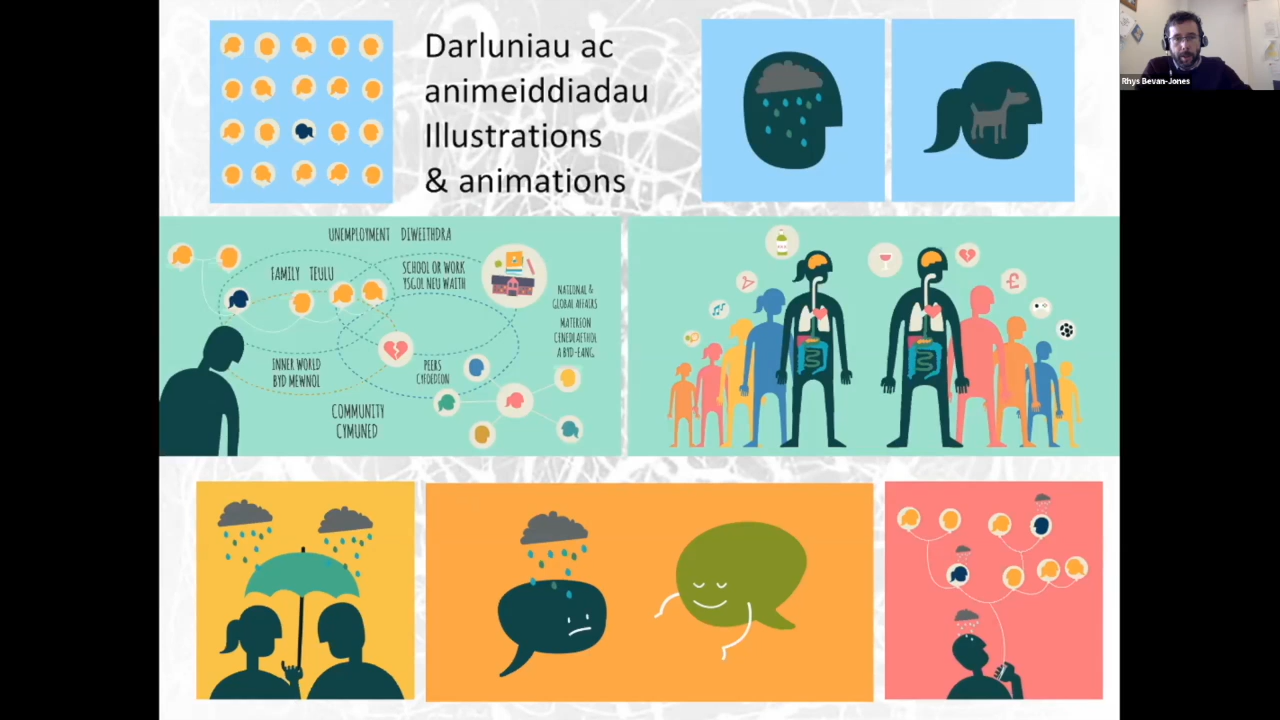 Darluniau ac
animeiddiadau
Illustrations
& animations
Rhys Bevan-Jones
UNEMPLOYMENT DIWEITHDRA
FAMILY TEULU
SCHOOL OR WORK
YSGOL NEU WAITH
NATIONAL &
GLOBAL AFFAIRS
MATERION
CENEDLAETHOL
A BYD-EANG
INNER WORLD
BYD MEWNOL
PEERS
CYFOEDION
COMMUNITY
CYMUNED
£